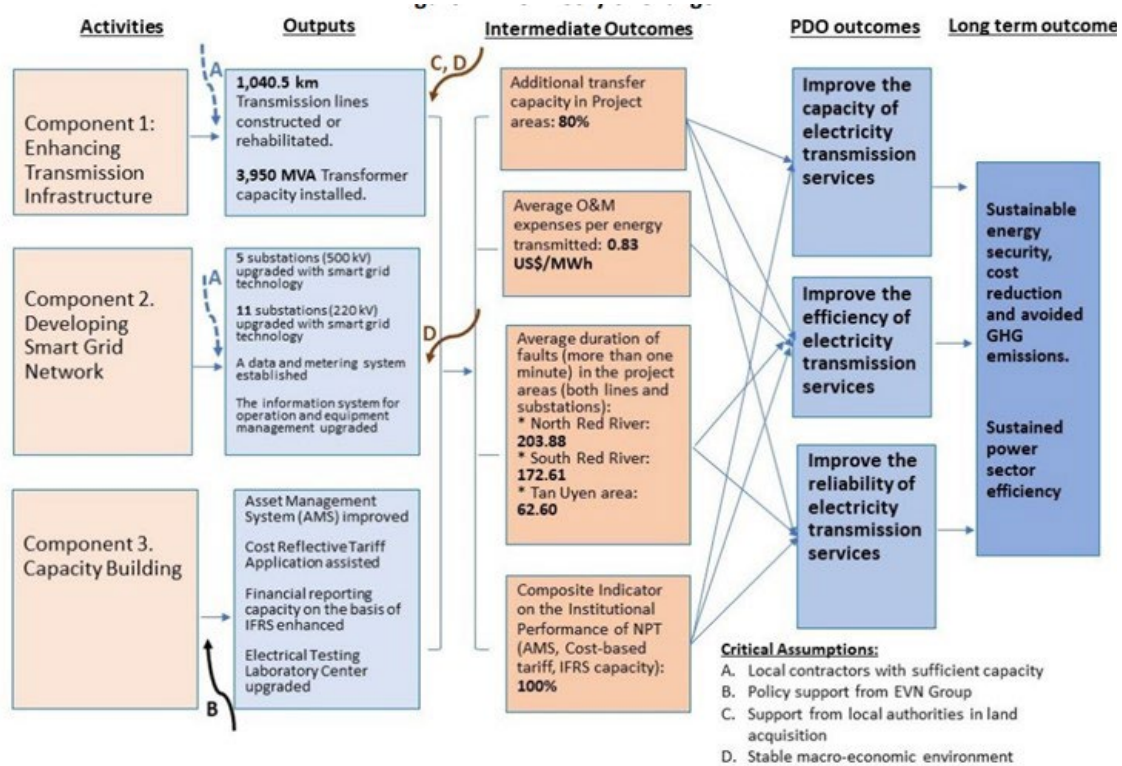 Activities
Outputs
Intermediate Outcomes
PDO outcomes
Long term outcome
Component 1:
Enhancing
Transmission
Infrastructure
A
1,040.5 km
Transmission lines
constructed or
rehabilitated.
3,950 MVA Transformer
capacity installed.
C, D
Component 2.
Developing
Smart Grid
Network
A
5 substations (500 kV)
upgraded with smart grid
technology
11 substations (220 kV)
upgraded with smart grid
technology
A data and metering system
established
The information system for
operation and equipment
management upgraded
D
Component 3.
Capacity Building
B
Asset Management
System (AMS) improved
Cost Reflective Tariff
Application assisted
Financial reporting
capacity on the basis of
IFRS enhanced
Electrical Testing
Laboratory Center
upgraded
Additional transfer
capacity in Project
areas: 80%
Average O&M
expenses per energy
transmitted: 0.83
US$/MWh
Average duration of
faults (more than one
minute) in the project
areas (both lines and
substations):
* North Red River:
203.88
* South Red River:
172.61
* Tan Uyen area:
62.60
Composite Indicator
on the Institutional
Performance of NPT
(AMS, Cost-based
tariff, IFRS capacity):
100%
Improve the
capacity of
electricity
transmission
services
Improve the
efficiency of
electricity
transmission
services
Improve the
reliability of
electricity
transmission
services
Sustainable
energy
security,
cost
reduction
and avoided
GHG
emissions.
Sustained
power
sector
efficiency
Critical Assumptions:
A. Local contractors with sufficient capacity
B. Policy support from EVN Group
C. Support from local authorities in land
acquisition
D. Stable macro-economic environment